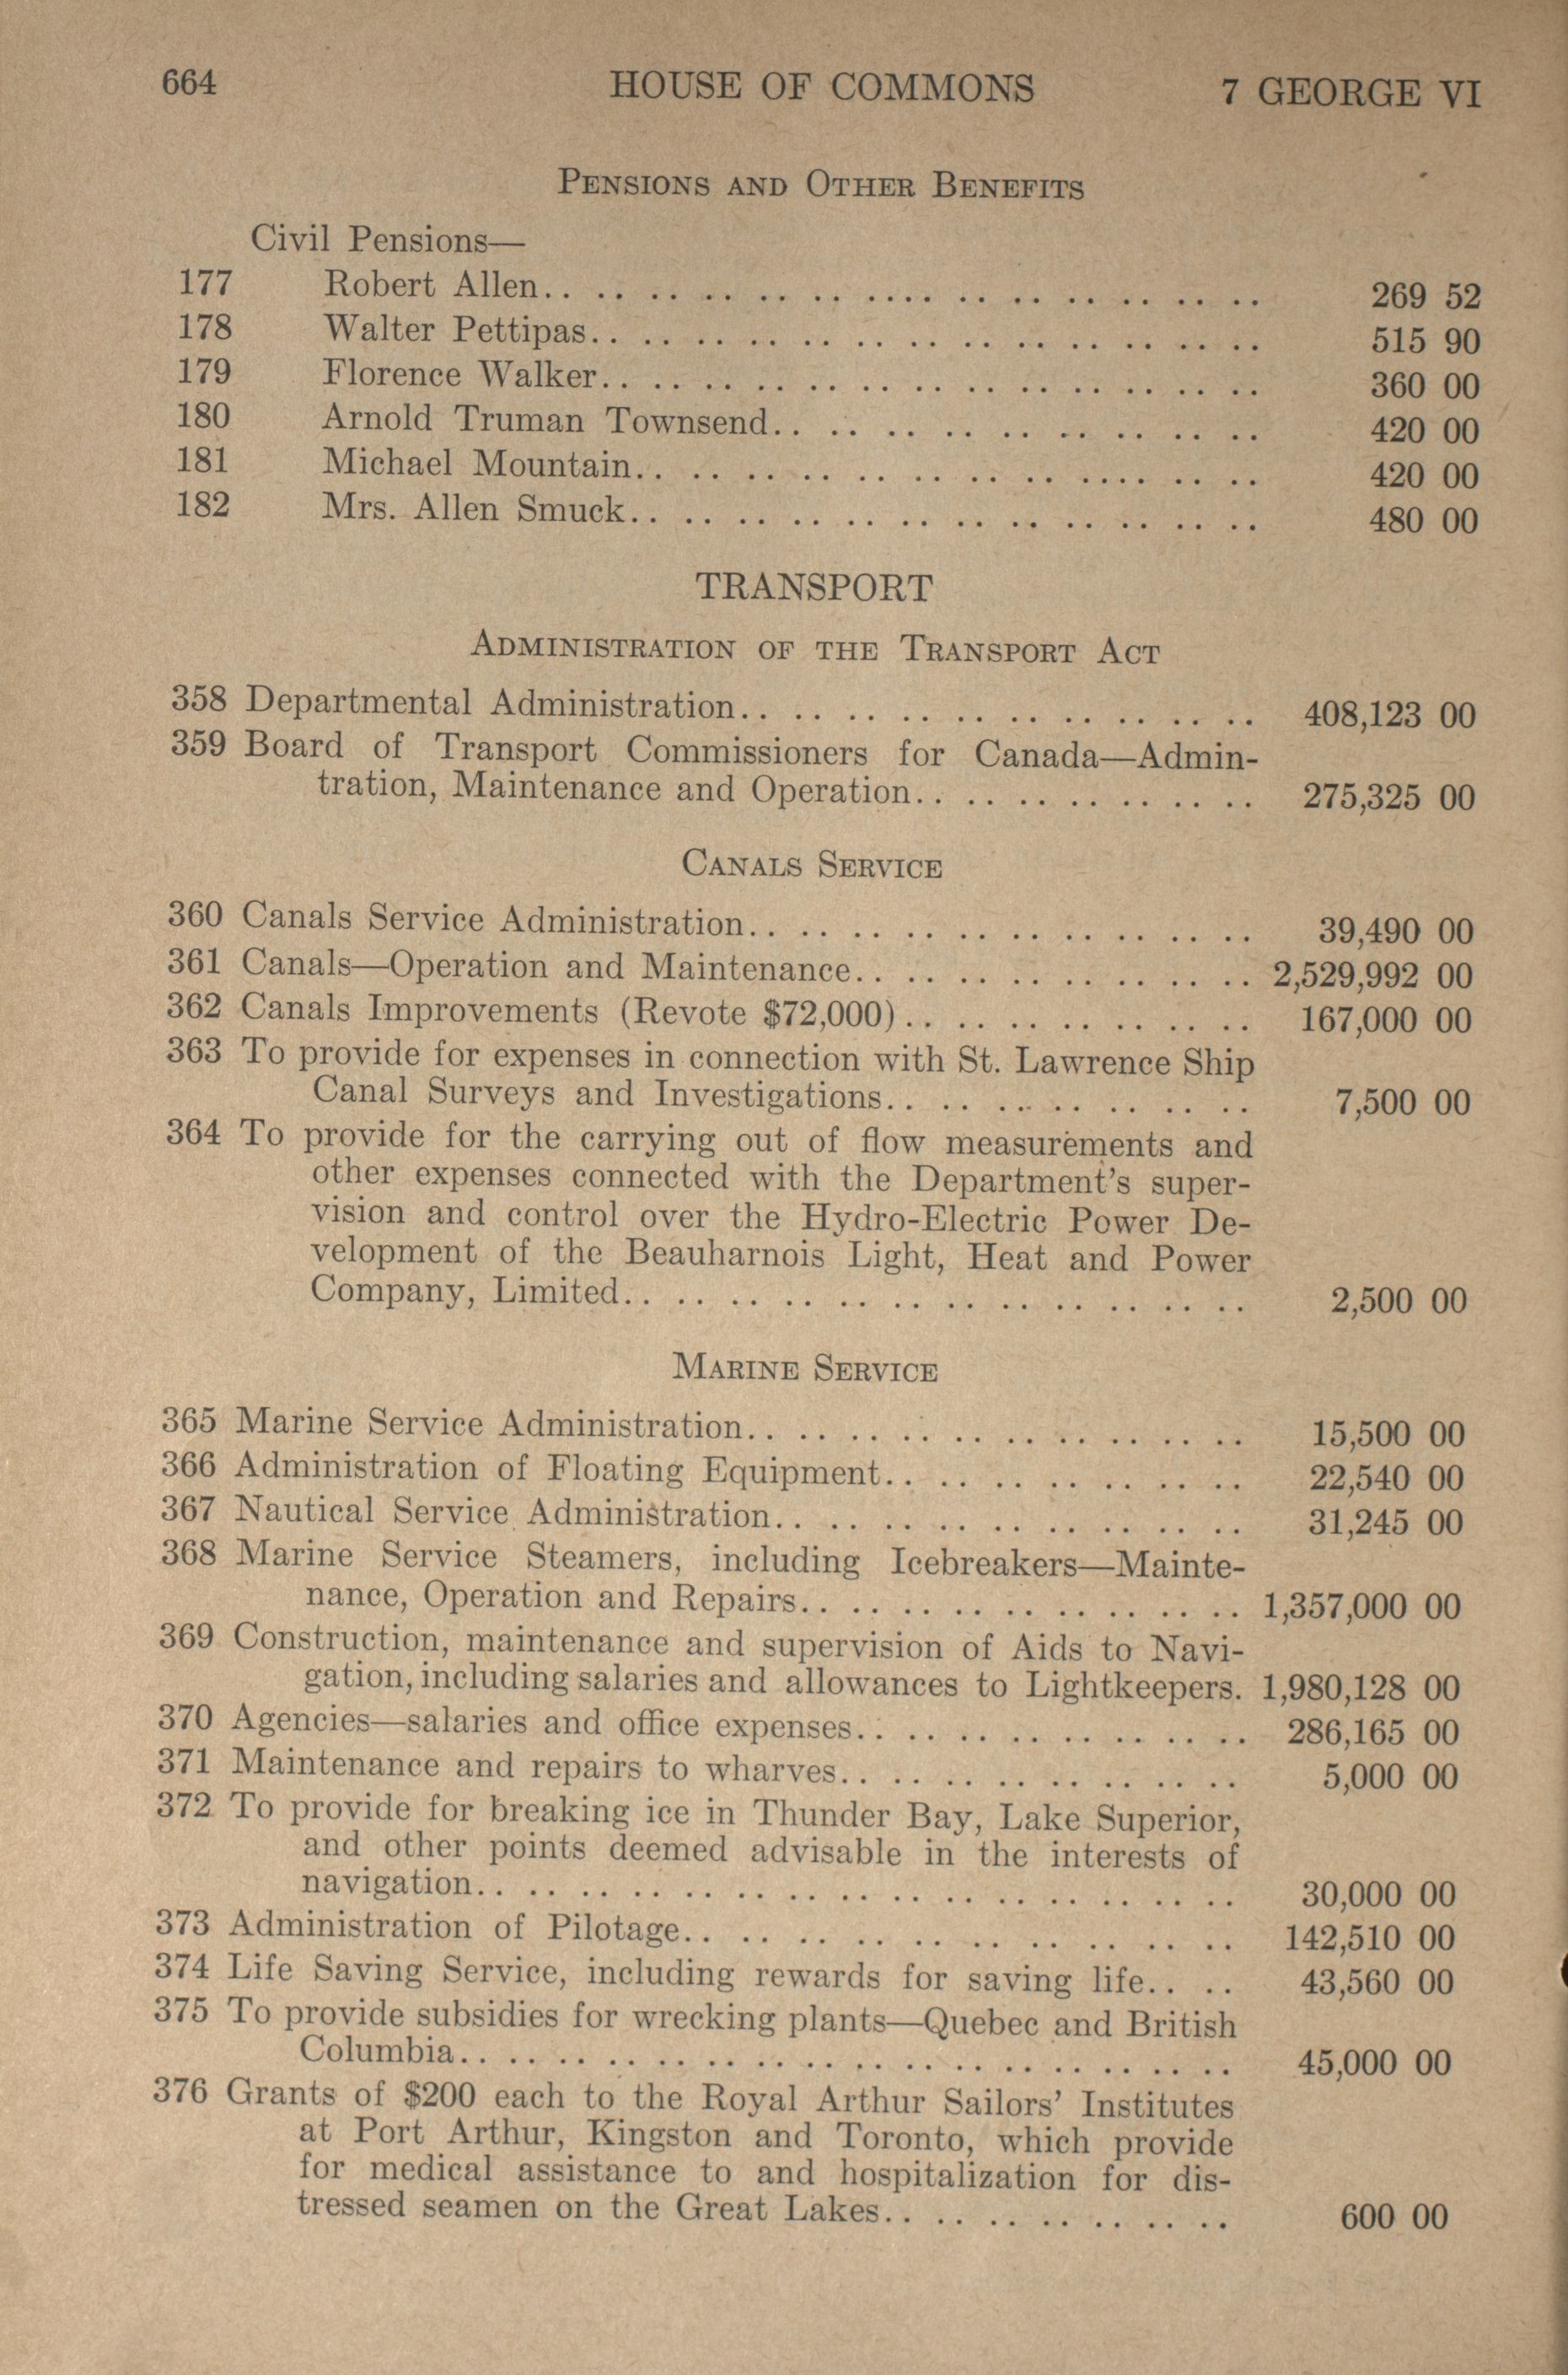 664 HOUSE OF COMMONS 7 GEORGE VI
PENSIONS AND OTHER BENEFITS
Civil Pensions—
177 Robert Allen.. .. .. .. .. .. .... .. .. .. .. .. .. 269 52
178 Walter Pettipas.. .. .. .. .. .. .. .. .. .. .. .. .. 515 90
179 Florence Walker.. .. .. .. .. .. .. .. .. .. .. .. .. 360 00
180 Arnold Truman Townsend.. .. .. .. .. .. .. .. .. 420 00
181 Michael Mountain.. .. .. .. .. .. .. .. .... .. .. 420 00
182 Mrs. Allen Smuck.. .. .. .. .. .. .. .. .. .. .. .. 480 00
TRANSPORT
ADMINISTRATION OF THE TRANSPORT ACT
358 Departmental Administration.. .. .. .. .. .. .. .. .. .. 408,123 00
359 Board of Transport Commissioners for Canada—Admin-
tration, Maintenance and Operation.. .. .. .. .. .. .. 275,325 00
CANALS SERVICE
360 Canals Service Administration.. .. .. .. .. .. .. .. .. .. 39,490 00
361 Canals—Operation and Maintenance.. .. .. .. .. .. .. .. 2,529,992 00
362 Canals Improvements (Revote $72,000).. .. .. .. .. .. .. 167,000 00
363 To provide for expenses in connection with St. Lawrence Ship
Canal Surveys and Investigations.. .. .. .. .. .. .. 7,500 00
364 To provide for the carrying out of flow measurements and
other expenses connected with the Department's super-
vision and control over the Hydro-Electric Power De-
velopment of the Beauharnois Light, Heat and Power
Company, Limited.. .. .. .. .. .. .. .. .. .. .. .. 2,500 00
MARINE SERVICE
365 Marine Service Administration.. .. .. .. .. .. .. .. .. .. 15,500 00
366 Administration of Floating Equipment.. .. .. .. .. .. .. 22,540 00
367 Nautical Service Administration.. .. .. .. .. .. .. .. .. 31,245 00
368 Marine Service Steamers, including Icebreakers—Mainte-
nance, Operation and Repairs.. .. .. .. .. .. .. .. .. 1,357,000 00
369 Construction, maintenance and supervision of Aids to Navi-
gation, including salaries and allowances to Lightkeepers. 1,980,128 00
370 Agencies—salaries and office expenses.. .. .. .. .. .. .. .. 286,165 00
371 Maintenance and repairs to wharves.. .. .. .. .. .. .. .. 5,000 00
372 To provide for breaking ice in Thunder Bay, Lake Superior,
and other points deemed advisable in the interests of
navigation.. .. .. .. .. .. .. .. .. .. .. .. .. .. .. 30,000 00
373 Administration of Pilotage.. .. .. .. .. .. .. .. .. .. 142,510 00
374 Life Saving Service, including rewards for saving life.. .. 43,560 00
375 To provide subsidies for wrecking plants—Quebec and British
Columbia.. .. .. .. .. .. .. .. .. .. .. .. .. .. .. .. 45,000 00
376 Grants of $200 each to the Royal Arthur Sailors' Institutes
at Port Arthur, Kingston and Toronto, which provide
for medical assistance to and hospitalization for dis-
tressed seamen on the Great Lakes.. .. .. .. .. .. .. 600 00